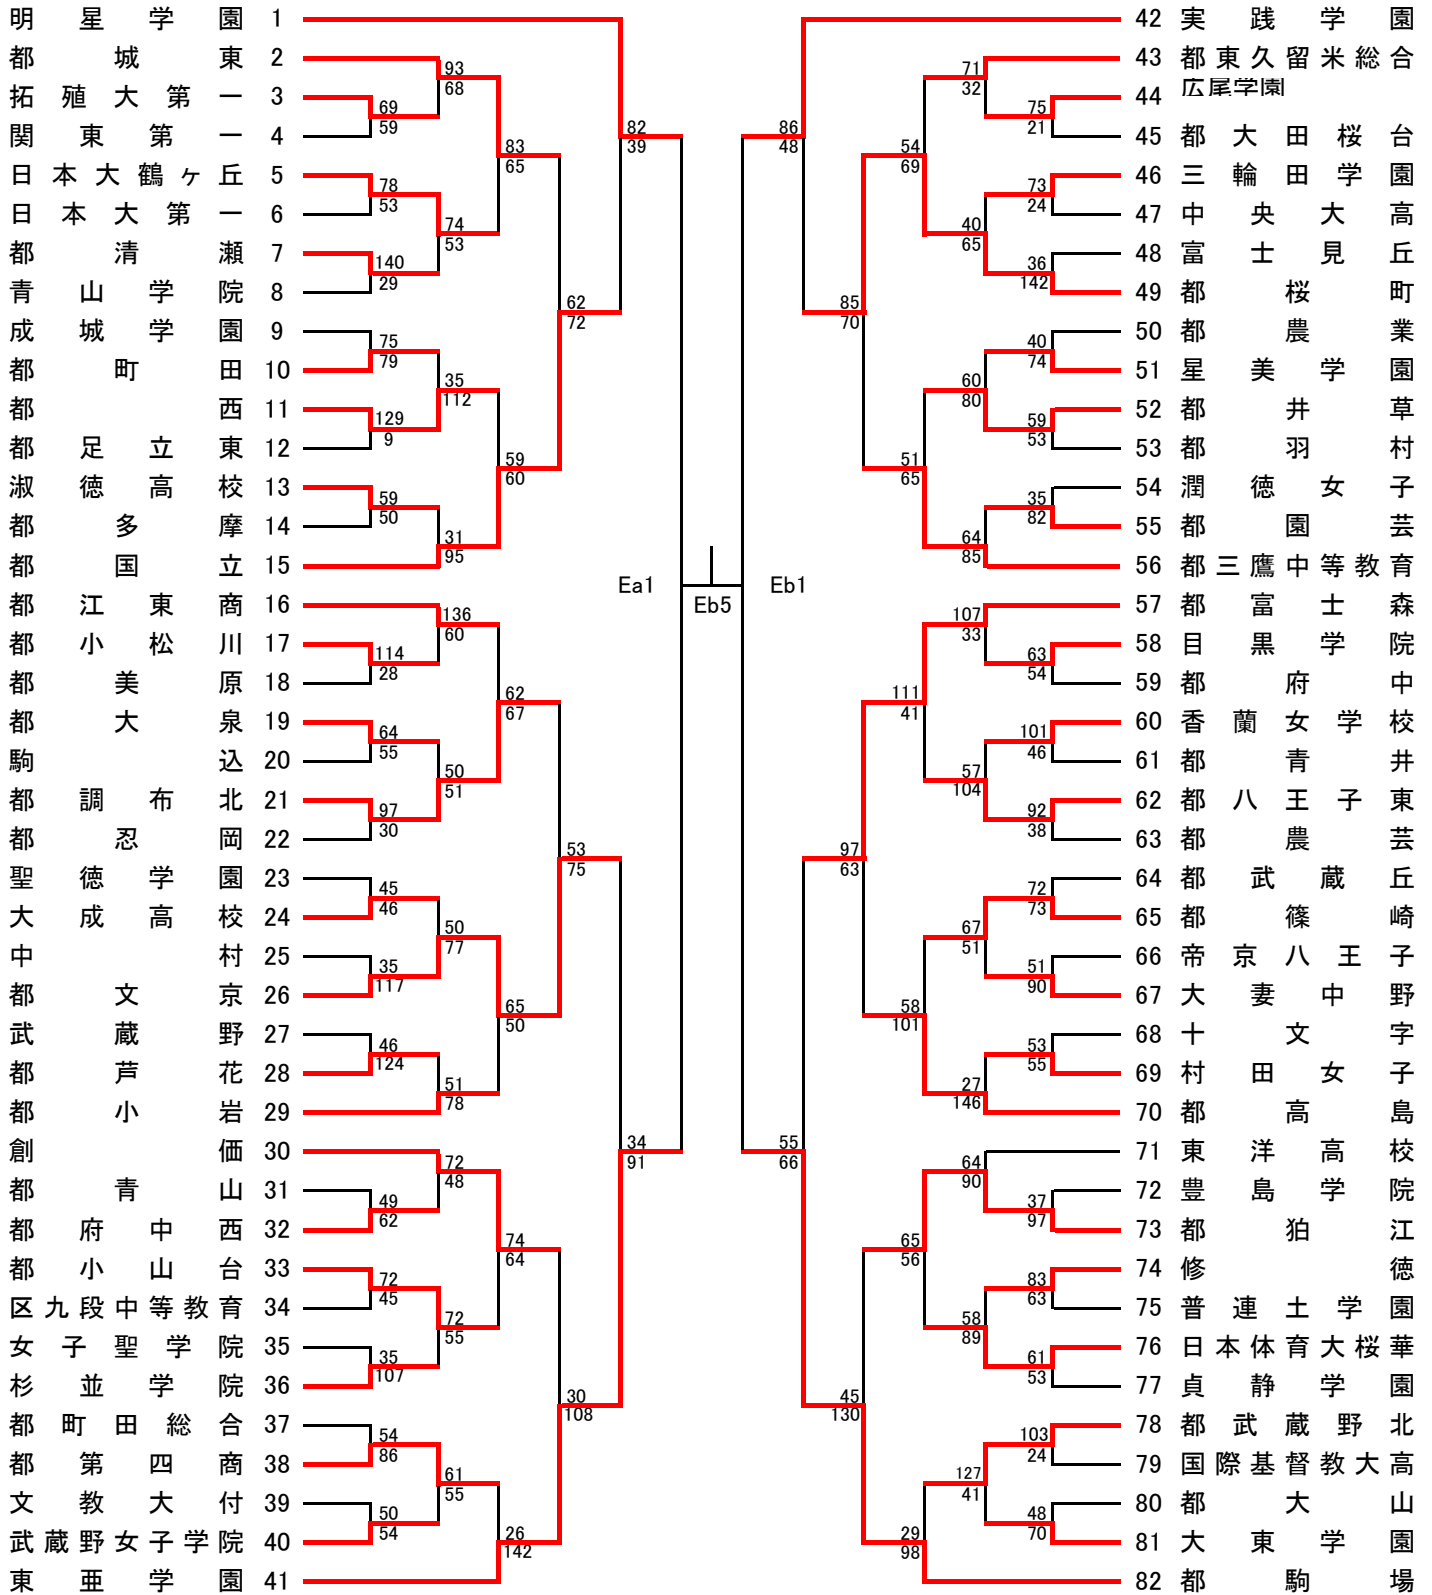 明星学園 1
都城東 2
拓殖大第一 3
関東第一 4
日本大鶴ヶ丘 5
日本大第一 6
都清瀬 7
青山学院 8
成城学園 9
都町田 10
都西 11
都足立東 12
淑徳高校 13
都多摩 14
都国立 15
都江東商 16
都小松川 17
都美原 18
都大泉 19
駒込 20
都調布北 21
都忍岡 22
聖徳学園 23
大成高校 24
中村 25
都文京 26
武蔵野 27
都芦花 28
都小岩 29
創価 30
都青山 31
都府中西 32
都小山台 33
区九段中等教育 34
女子聖学院 35
杉並学院 36
都町田総合 37
都第四商 38
文教大付 39
武蔵野女子学院 40
東亜学園 41
69
59
78
53
140
29
75
79
129
9
59
50
114
28
64
55
97
30
45
46
35
117
46
124
49
62
72
45
35
107
54
86
50
54
93
68
74
53
35
112
31
95
136
60
50
51
50
77
51
78
72
48
72
55
61
55
83
65
59
60
62
67
65
50
74
64
26
142
62
72
53
75
30
108
82
39
34
91
Ea1
Eb5
Eb1
86
48
55
66
85
70
97
63
45
130
54
69
51
65
111
41
58
101
65
56
29
98
71
32
40
65
60
80
64
85
107
33
57
104
67
51
27
146
64
90
58
89
127
41
75
21
73
24
36
142
40
74
59
53
35
82
63
54
101
46
92
38
72
73
51
90
53
55
37
97
83
63
61
53
103
24
48
70
42 実践学園
43 都東久留米総合
44 広尾学園
45 都大田桜台
46 三輪田学園
47 中央大高
48 富士見丘
49 都桜町
50 都農業
51 星美学園
52 都井草
53 都羽村
54 潤徳女子
55 都園芸
56 都三鷹中等教育
57 都富士森
58 目黒学院
59 都府中
60 香蘭女学校
61 都青井
62 都八王子東
63 都農芸
64 都武蔵丘
65 都篠崎
66 帝京八王子
67 大妻中野
68 十文字
69 村田女子
70 都高島
71 東洋高校
72 豊島学院
73 都狛江
74 修徳
75 普連土学園
76 日本体育大桜華
77 貞静学園
78 都武蔵野北
79 国際基督教大高
80 都大山
81 大東学園
82 都駒場